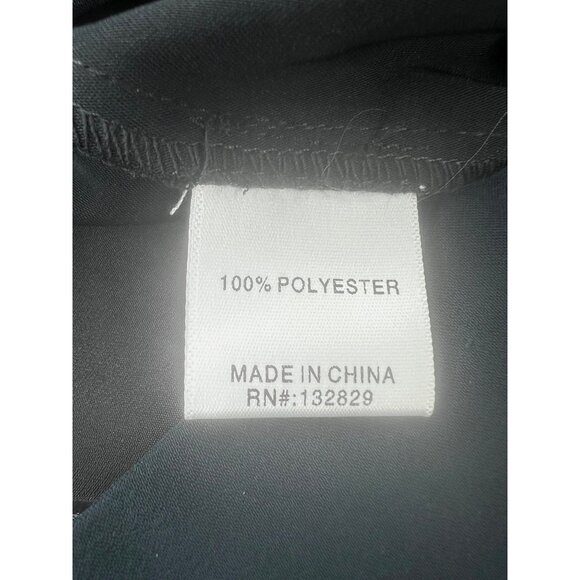 100% POLYESTER
MADE IN CHINA
RN#:132829